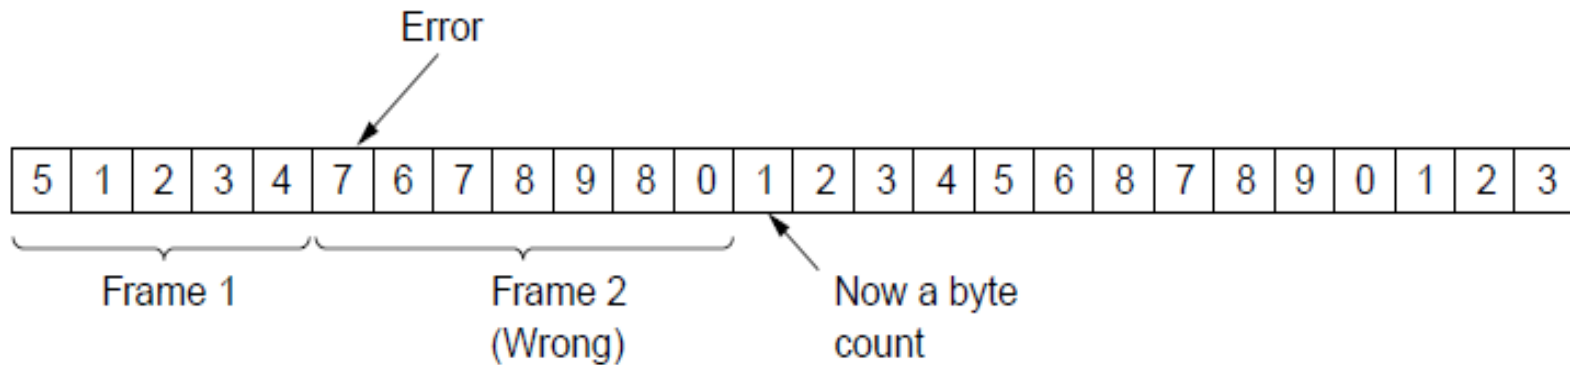 Error
5 1 2 3 4 7 6 7 8 9 8 0 1 2 3 4 5 6 8 7 8 9 0 1 2 3
Frame 1
Frame 2
(Wrong)
Now a byte
count